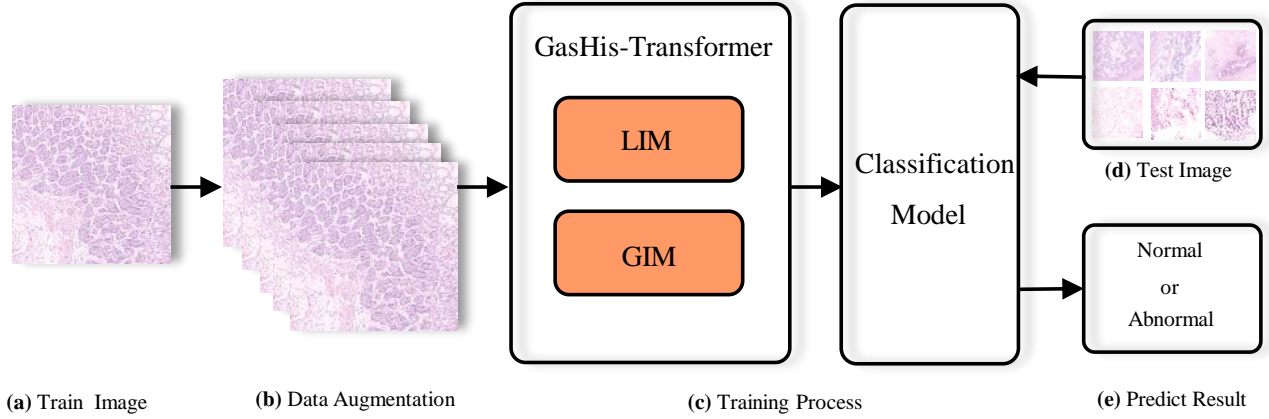 GasHis-Transformer
LIM
GIM
Classification
Model
(d) Test Image
Normal
or
Abnormal
(a) Train Image
(b) Data Augmentation
(c) Training Process
(e) Predict Result